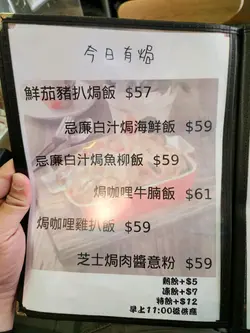 今日有焗
鮮茄豬扒焗飯 $57
忌廉白汁焗海鮮飯 $59
忌廉白汁焗魚柳飯 $59
焗咖哩牛腩飯 $61
焗咖哩雞扒飯 $59
芝士焗肉醬意粉 $59
熱飲+$5
凍飲+$7
特飲+$12
早上11:00後供應